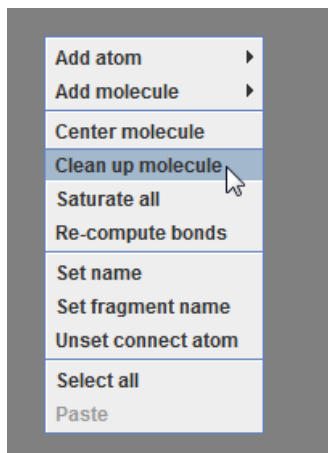 Add atom
Add molecule
Center molecule
Clean up molecule
Saturate all
Re-compute bonds
Set name
Set fragment name
Unset connect atom
Select all
Paste